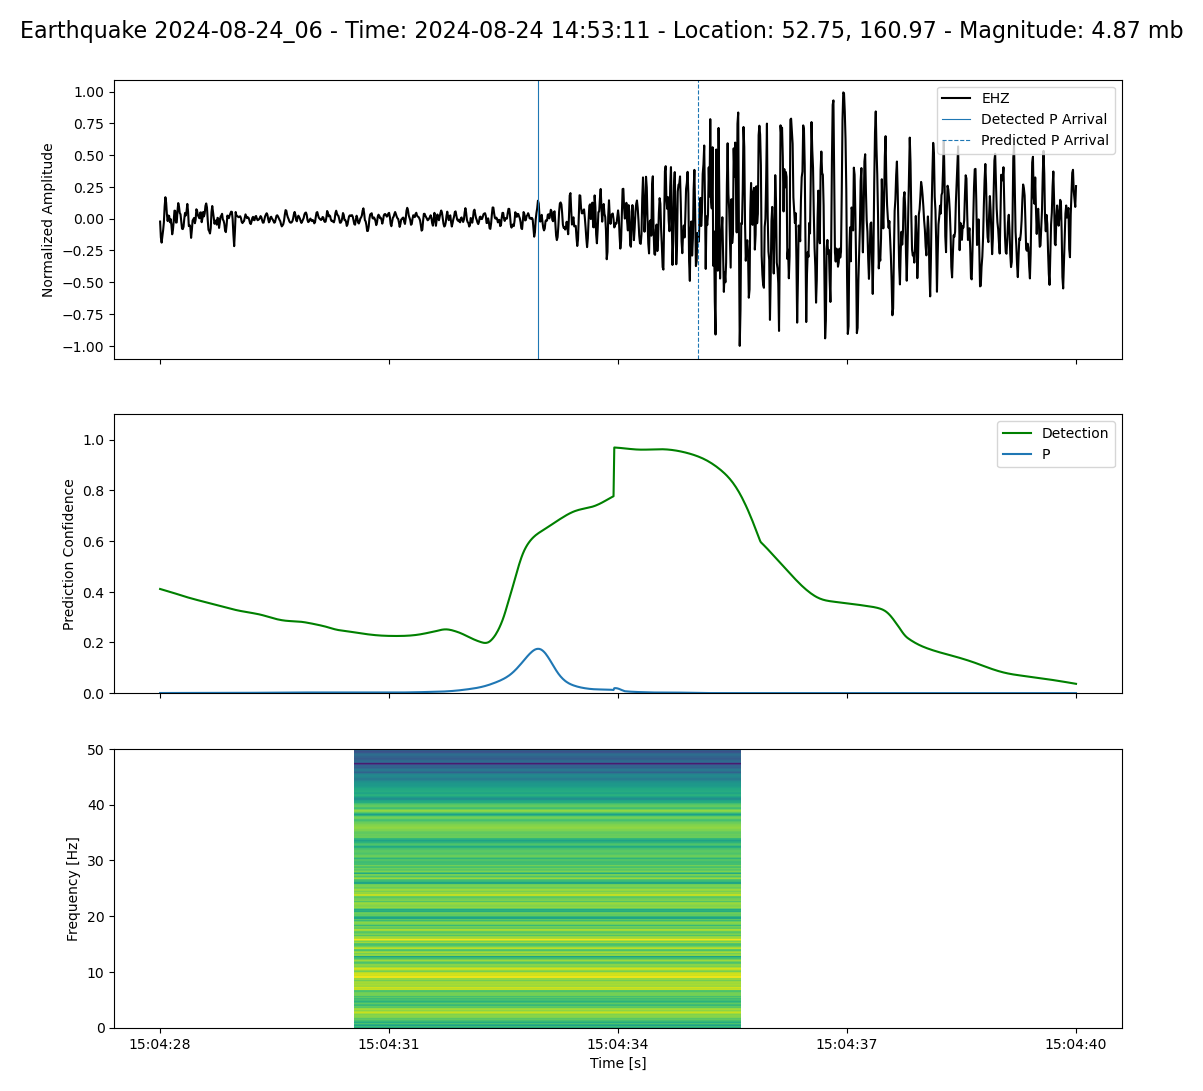 Earthquake 2024-08-24_06 - Time: 2024-08-24 14:53:11 - Location: 52.75, 160.97 - Magnitude: 4.87 mb
Normalized Amplitude
1.00
0.75
0.50
0.25
0.00
−0.25
−0.50
−0.75
−1.00
EHZ
Detected P Arrival
Predicted P Arrival
Prediction Confidence
1.0
0.8
0.6
0.4
0.2
0.0
Detection
P
Frequency [Hz]
50
40
30
20
10
0
15:04:28 15:04:31 15:04:34 15:04:37 15:04:40
Time [s]